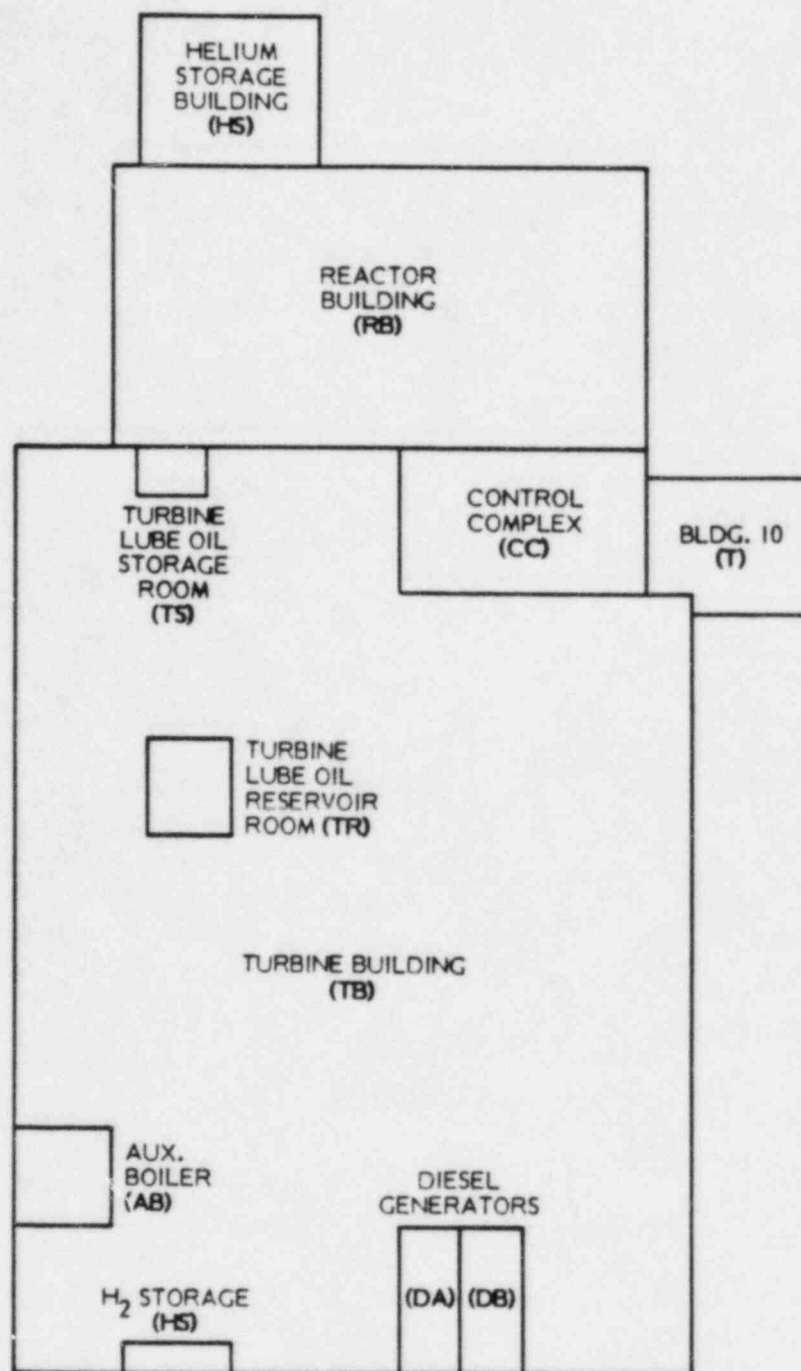 HELIUM
STORAGE
BUILDING
(HS)
REACTOR
BUILDING
(RB)
TURBINE
LUBE OIL
STORAGE
ROOM
(TS)
CONTROL
COMPLEX
(CC)
BLDG. 10
(T)
TURBINE
LUBE OIL
RESERVOIR
ROOM (TR)
TURBINE BUILDING
(TB)
AUX.
BOILER
(AB)
DIESEL
GENERATORS
(DA) (DB)
H₂ STORAGE
(HS)